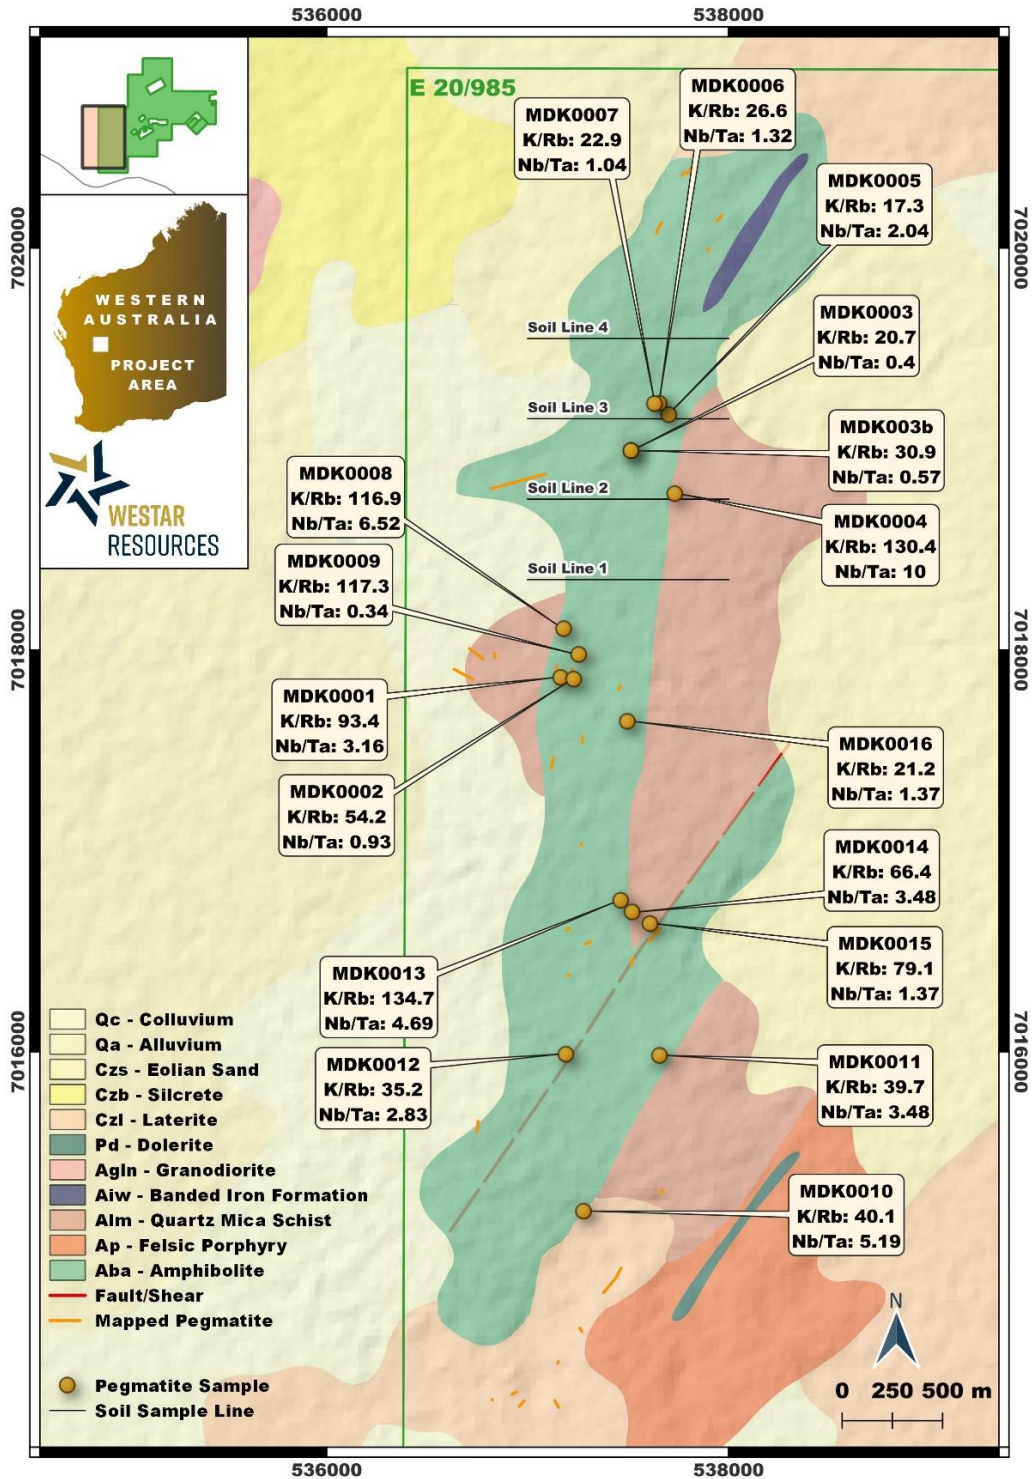 536000
538000
E 20/985
MDK0007
K/Rb: 22.9
Nb/Ta: 1.04
MDK0006
K/Rb: 26.6
Nb/Ta: 1.32
MDK0005
K/Rb: 17.3
Nb/Ta: 2.04
7020000
7020000
WESTERN
AUSTRALIA
PROJECT
AREA
WESTAR
RESOURCES
Soil Line 4
MDK0003
K/Rb: 20.7
Nb/Ta: 0.4
Soil Line 3
MDK003b
K/Rb: 30.9
Nb/Ta: 0.57
MDK0008
K/Rb: 116.9
Nb/Ta: 6.52
Soil Line 2
MDK0004
K/Rb: 130.4
Nb/Ta: 10
MDK0009
K/Rb: 117.3
Nb/Ta: 0.34
Soil Line 1
7018000
7018000
MDK0001
K/Rb: 93.4
Nb/Ta: 3.16
MDK0016
K/Rb: 21.2
Nb/Ta: 1.37
MDK0002
K/Rb: 54.2
Nb/Ta: 0.93
MDK0014
K/Rb: 66.4
Nb/Ta: 3.48
MDK0015
K/Rb: 79.1
Nb/Ta: 1.37
MDK0013
K/Rb: 134.7
Nb/Ta: 4.69
7016000
7016000
MDK0012
K/Rb: 35.2
Nb/Ta: 2.83
MDK0011
K/Rb: 39.7
Nb/Ta: 3.48
MDK0010
K/Rb: 40.1
Nb/Ta: 5.19
Qc - Colluvium
Qa - Alluvium
Czs - Eolian Sand
Czb - Silcrete
Czl - Laterite
Pd - Dolerite
Agln - Granodiorite
Aiw - Banded Iron Formation
Alm - Quartz Mica Schist
Ap - Felsic Porphyry
Aba - Amphibolite
Fault/Shear
Mapped Pegmatite
Pegmatite Sample
Soil Sample Line
N
0 250 500 m
536000
538000